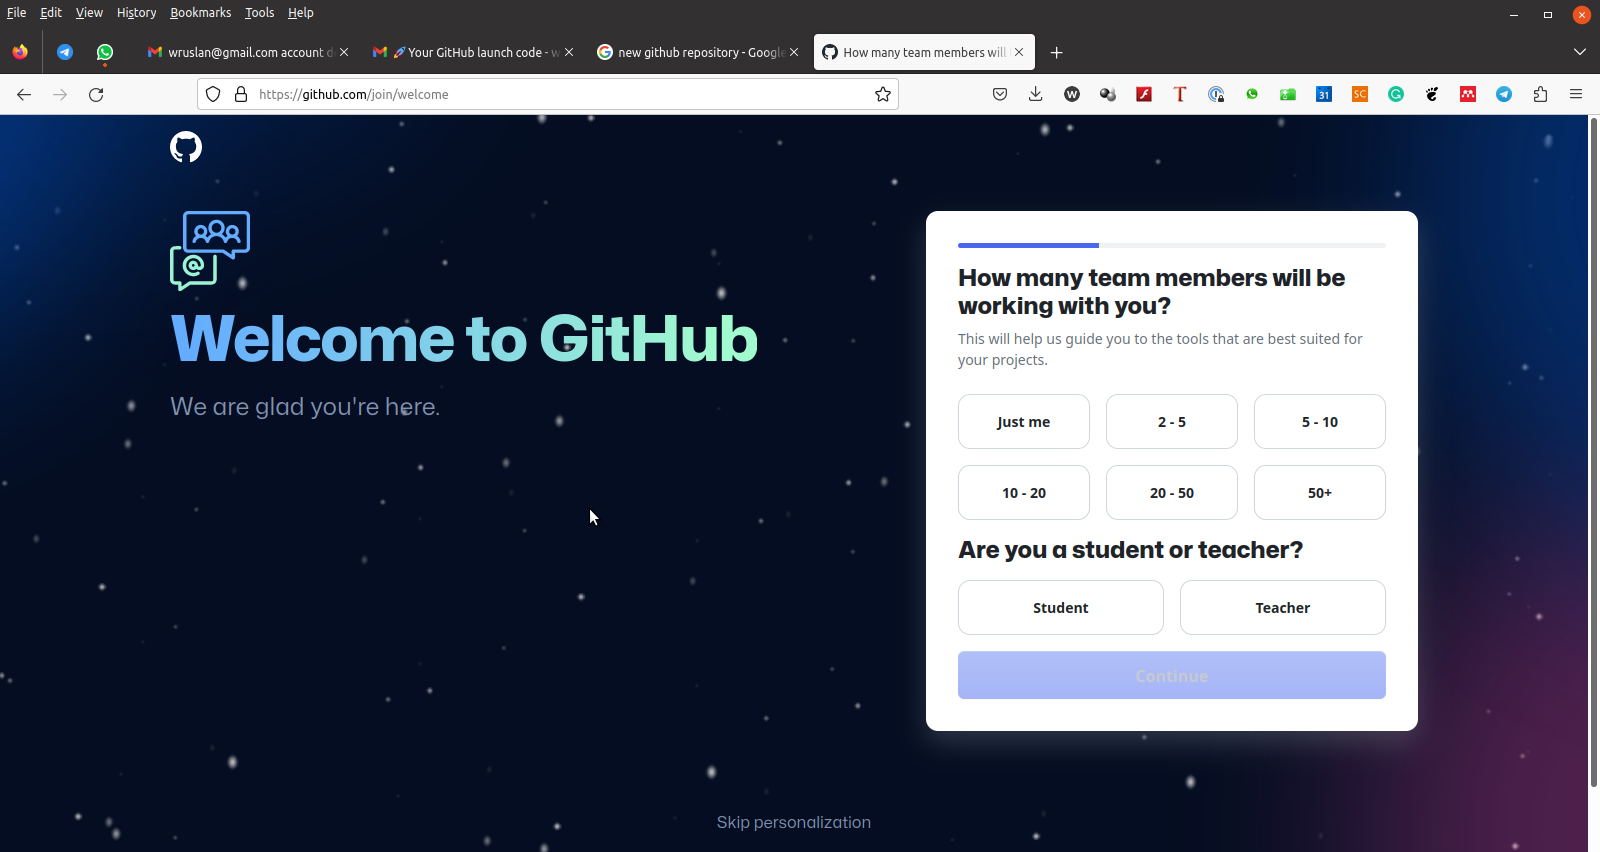 File Edit View History Bookmarks Tools Help
wruslan@gmail.com account d
🚀 Your GitHub launch code - w
new github repository - Google
How many team members will
https://github.com/join/welcome
Welcome to GitHub
We are glad you're here.
How many team members will be
working with you?
This will help us guide you to the tools that are best suited for
your projects.
Just me 2 - 5 5 - 10
10 - 20 20 - 50 50+
Are you a student or teacher?
Student Teacher
Continue
Skip personalization